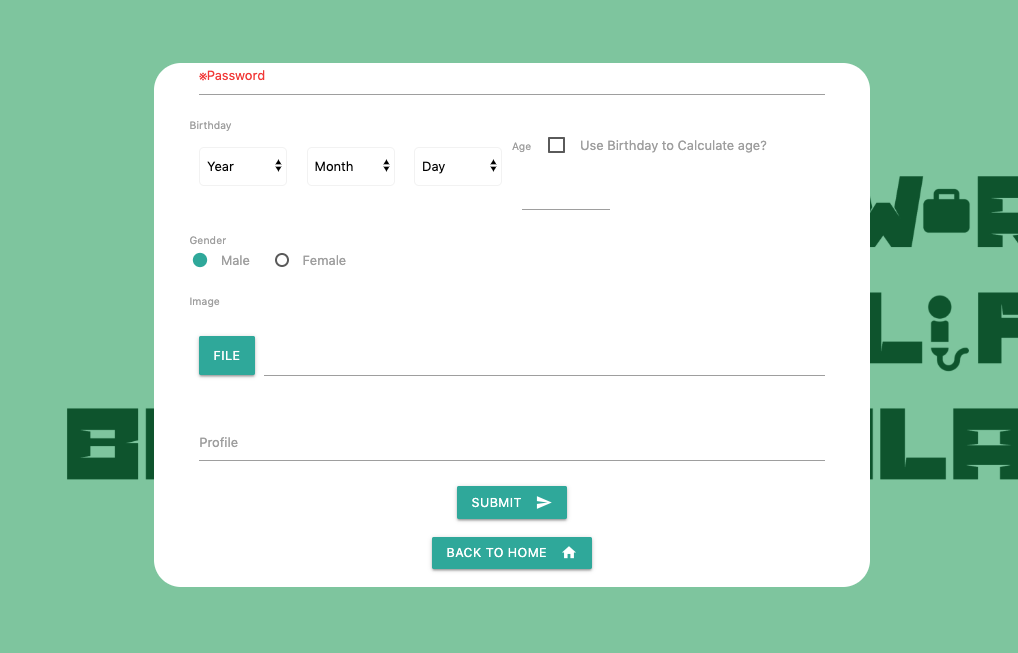 ※Password
Birthday
Year Month Day
Age Use Birthday to Calculate age?
Gender
Male Female
Image
FILE
Profile
SUBMIT
BACK TO HOME